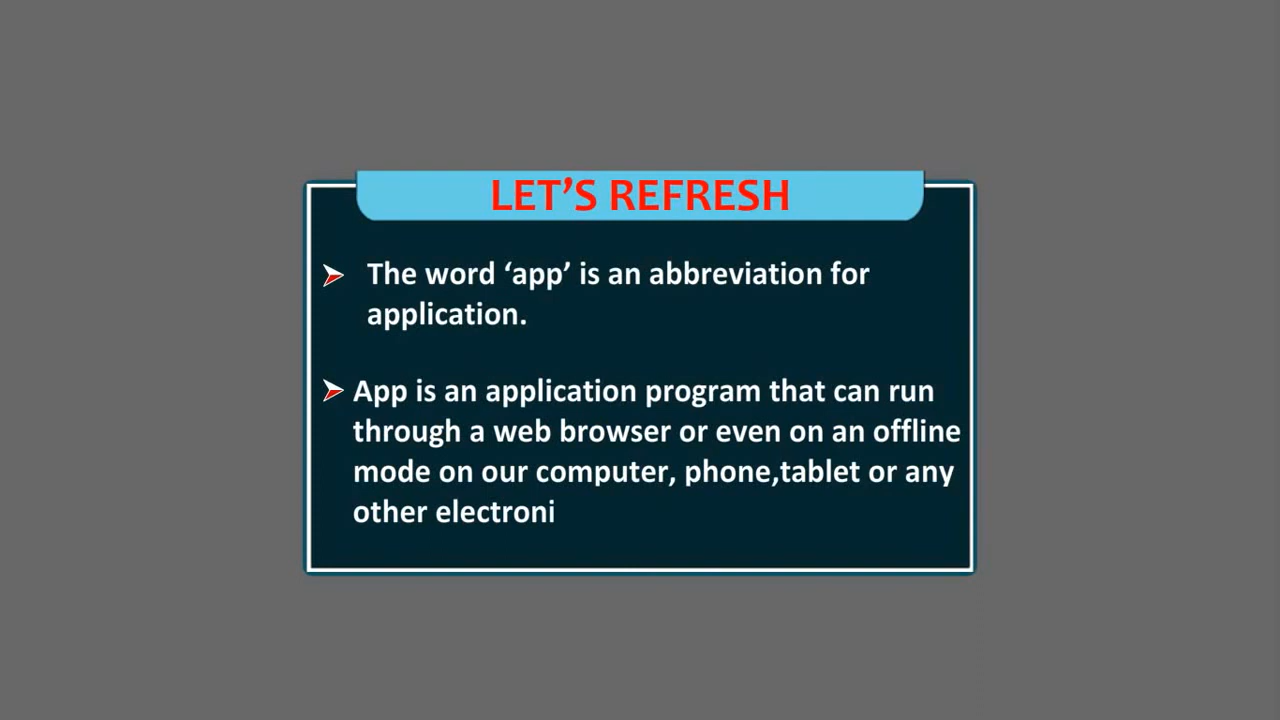 LET'S REFRESH
The word ‘app’ is an abbreviation for
application.
App is an application program that can run
through a web browser or even on an offline
mode on our computer, phone,tablet or any
other electroni